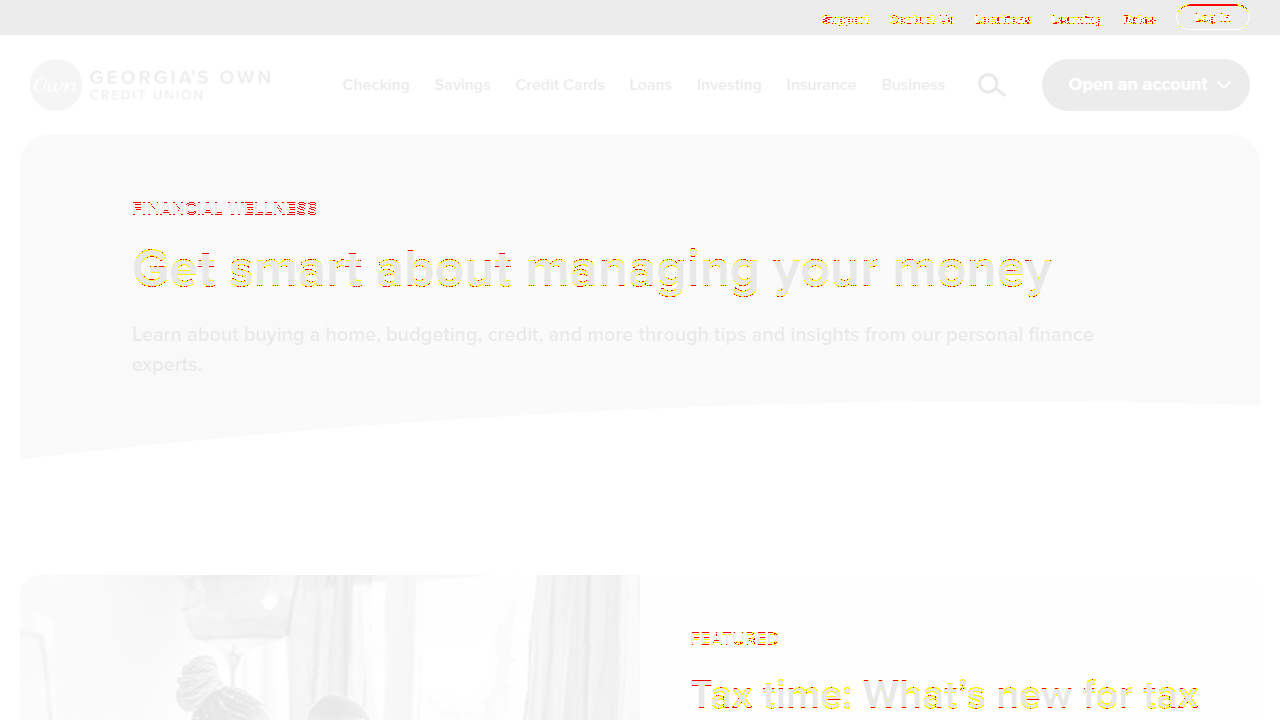 Support Contact Us Locations Learning News Log In
Own GEORGIA'S OWN
CREDIT UNION
Checking Savings Credit Cards Loans Investing Insurance Business Open an account
FINANCIAL WELLNESS
Get smart about managing your money
Learn about buying a home, budgeting, credit, and more through tips and insights from our personal finance
experts.
FEATURED
Tax time: What's new for tax